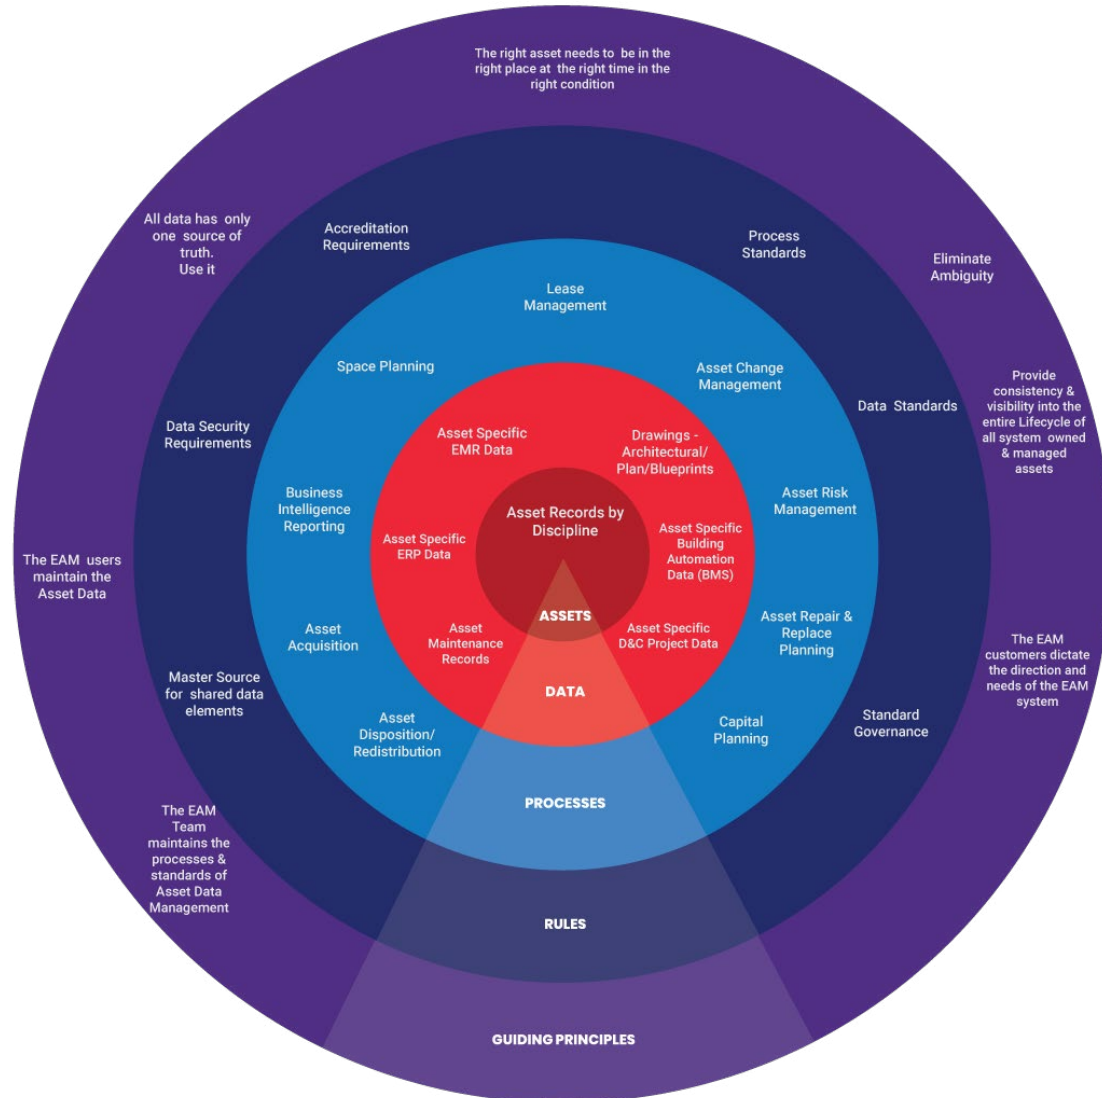 The right asset needs to be in the
right place at the right time in the
right condition
All data has only
one source of
truth.
Use it
Accreditation
Requirements
Process
Standards
Eliminate
Ambiguity
Lease
Management
Space Planning
Asset Change
Management
Provide
consistency &
visibility into the
entire Lifecycle of
all system owned
& managed
assets
Data Standards
Data Security
Requirements
Asset Specific
EMR Data
Drawings -
Architectural/
Plan/Blueprints
Business
Intelligence
Reporting
Asset Risk
Management
Asset Records by
Discipline
Asset Specific
ERP Data
Asset Specific
Building
Automation
Data (BMS)
The EAM users
maintain the
Asset Data
ASSETS
Asset
Acquisition
Asset
Maintenance
Records
Asset Specific
D&C Project Data
Asset Repair &
Replace
Planning
The EAM
customers dictate
the direction and
needs of the EAM
system
Master Source
for shared data
elements
DATA
Asset
Disposition/
Redistribution
Capital
Planning
Standard
Governance
PROCESSES
The EAM
Team
maintains the
processes &
standards of
Asset Data
Management
RULES
GUIDING PRINCIPLES